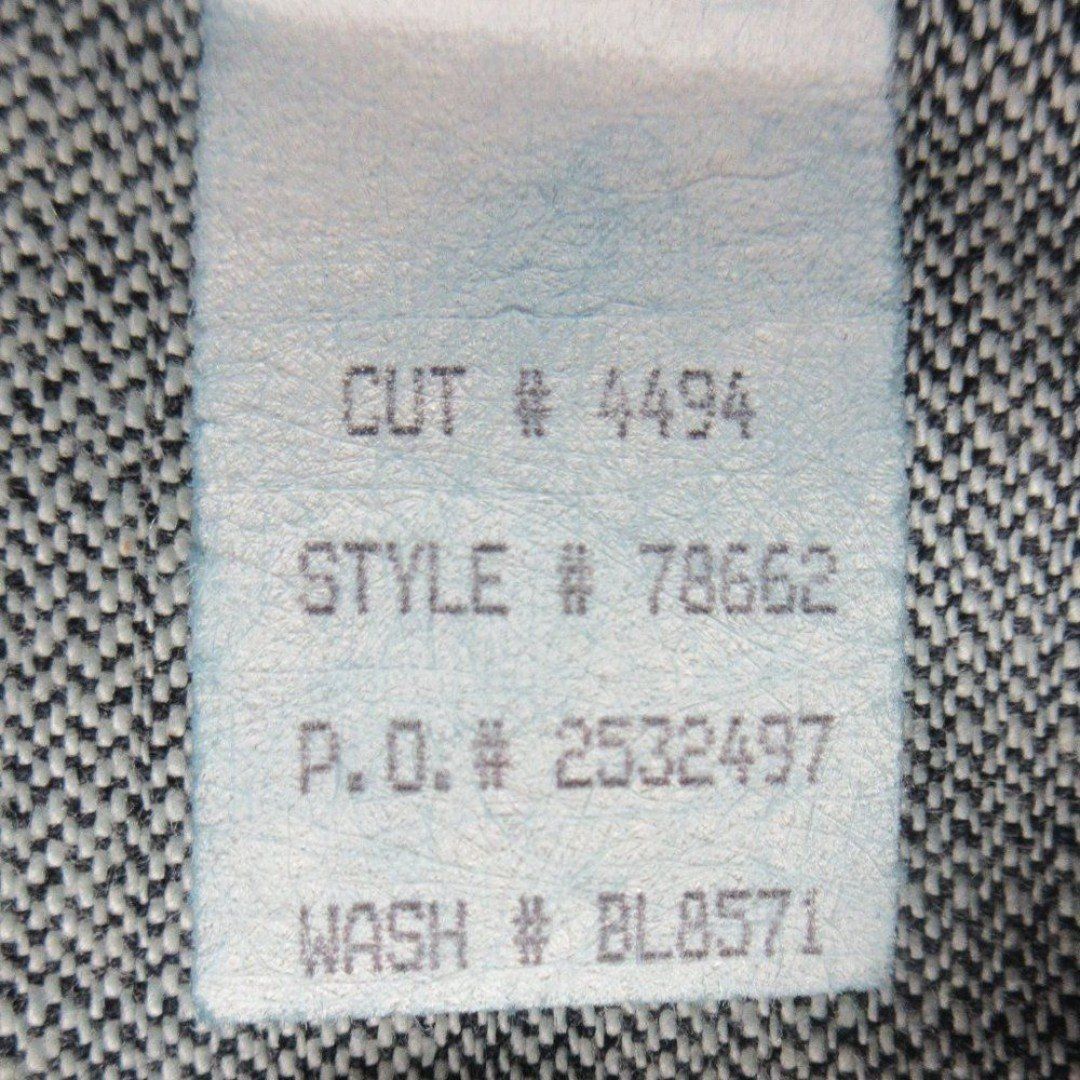 CUT # 4494
STYLE # 78662
P.O.# 2532497
WASH # BL8571